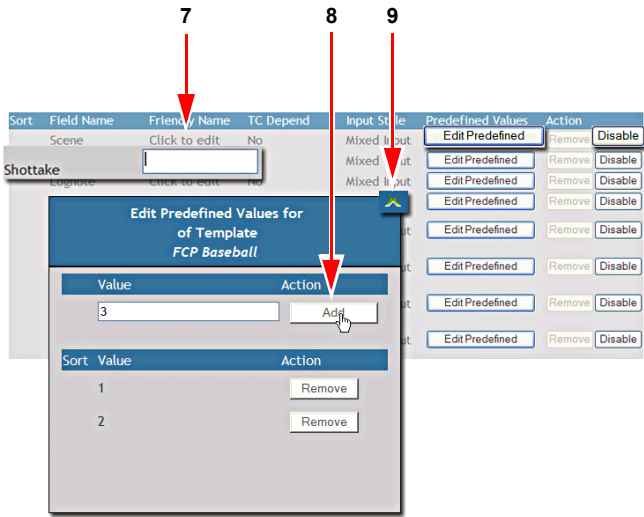 7 8 9
Sort Field Name Friendly Name TC Depend Input Style Predefined Values Action
Scene Click to edit No Mixed Input Edit Predefined Remove Disable
Shottake Mixed Input Edit Predefined Remove Disable
Lognote Click to edit No Mixed Input Edit Predefined Remove Disable
Edit Predefined Remove Disable
Edit Predefined Values for
of Template
FCP Baseball
ut Edit Predefined Remove Disable
ut Edit Predefined Remove Disable
Value Action
3 Add
ut Edit Predefined Remove Disable
ut Edit Predefined Remove Disable
Sort Value Action
1 Remove
2 Remove